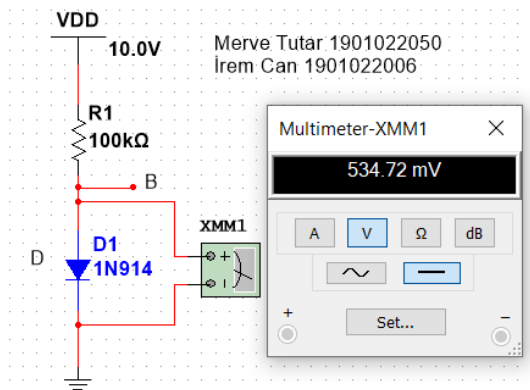 VDD
10.0V
Merve Tutar 1901022050
İrem Can 1901022006
R1
100kΩ
B
D
D1
1N914
XMM1
+
Multimeter-XMM1
534.72 mV
A
V
Ω
dB
+
Set...
−